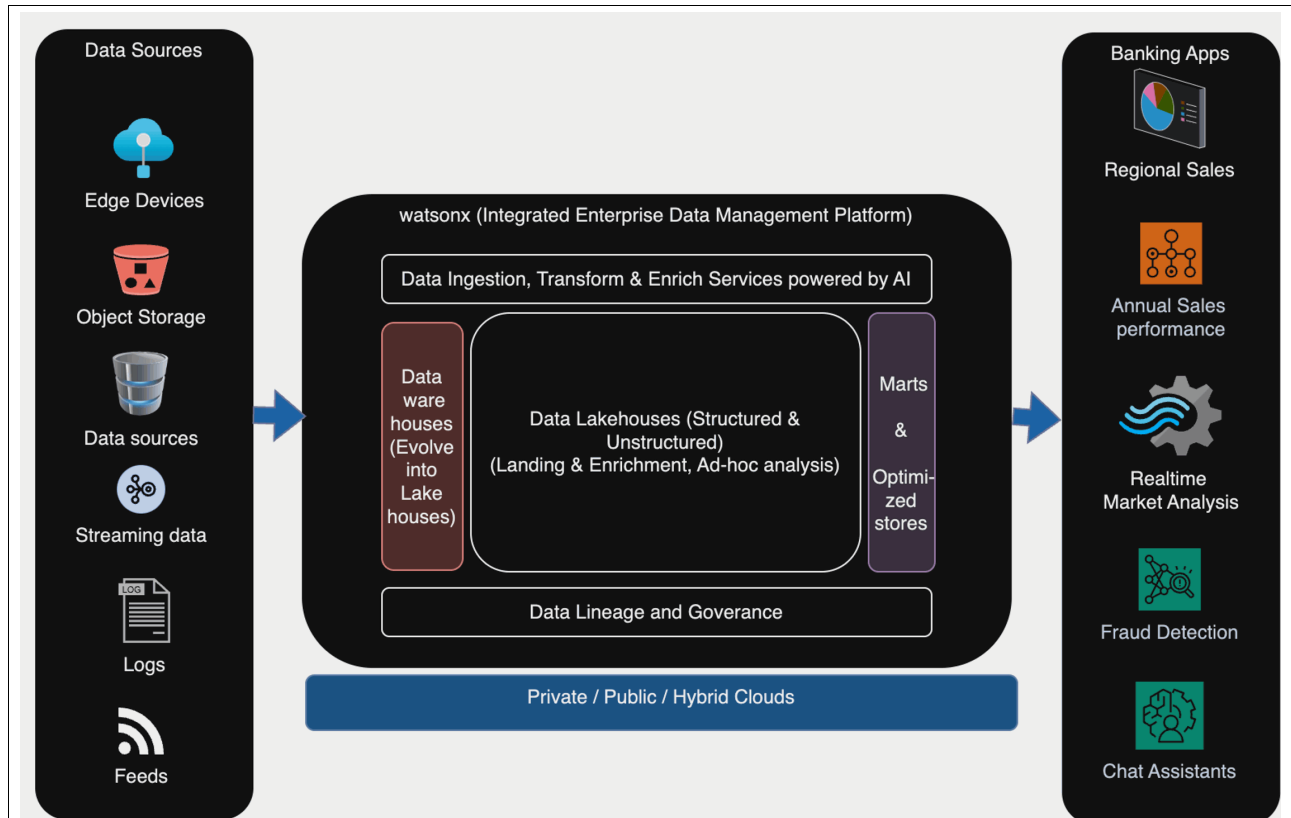 Data Sources
Edge Devices
Object Storage
Data sources
Streaming data
LOG
Logs
Feeds
watsonx (Integrated Enterprise Data Management Platform)
Data Ingestion, Transform & Enrich Services powered by AI
Data
ware
houses
(Evolve
into
Lake
houses)
Data Lakehouses (Structured &
Unstructured)
(Landing & Enrichment, Ad-hoc analysis)
Marts
&
Optimi-
zed
stores
Data Lineage and Goverance
Private / Public / Hybrid Clouds
Banking Apps
Regional Sales
Annual Sales
performance
Realtime
Market Analysis
Fraud Detection
Chat Assistants